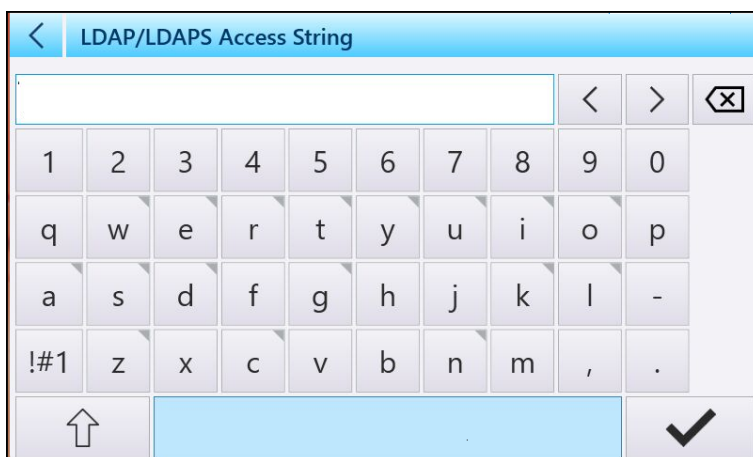 LDAP/LDAPS Access String
1 2 3 4 5 6 7 8 9 0
q w e r t y u i o p
a s d f g h j k l -
!#1 z x c v b n m , .